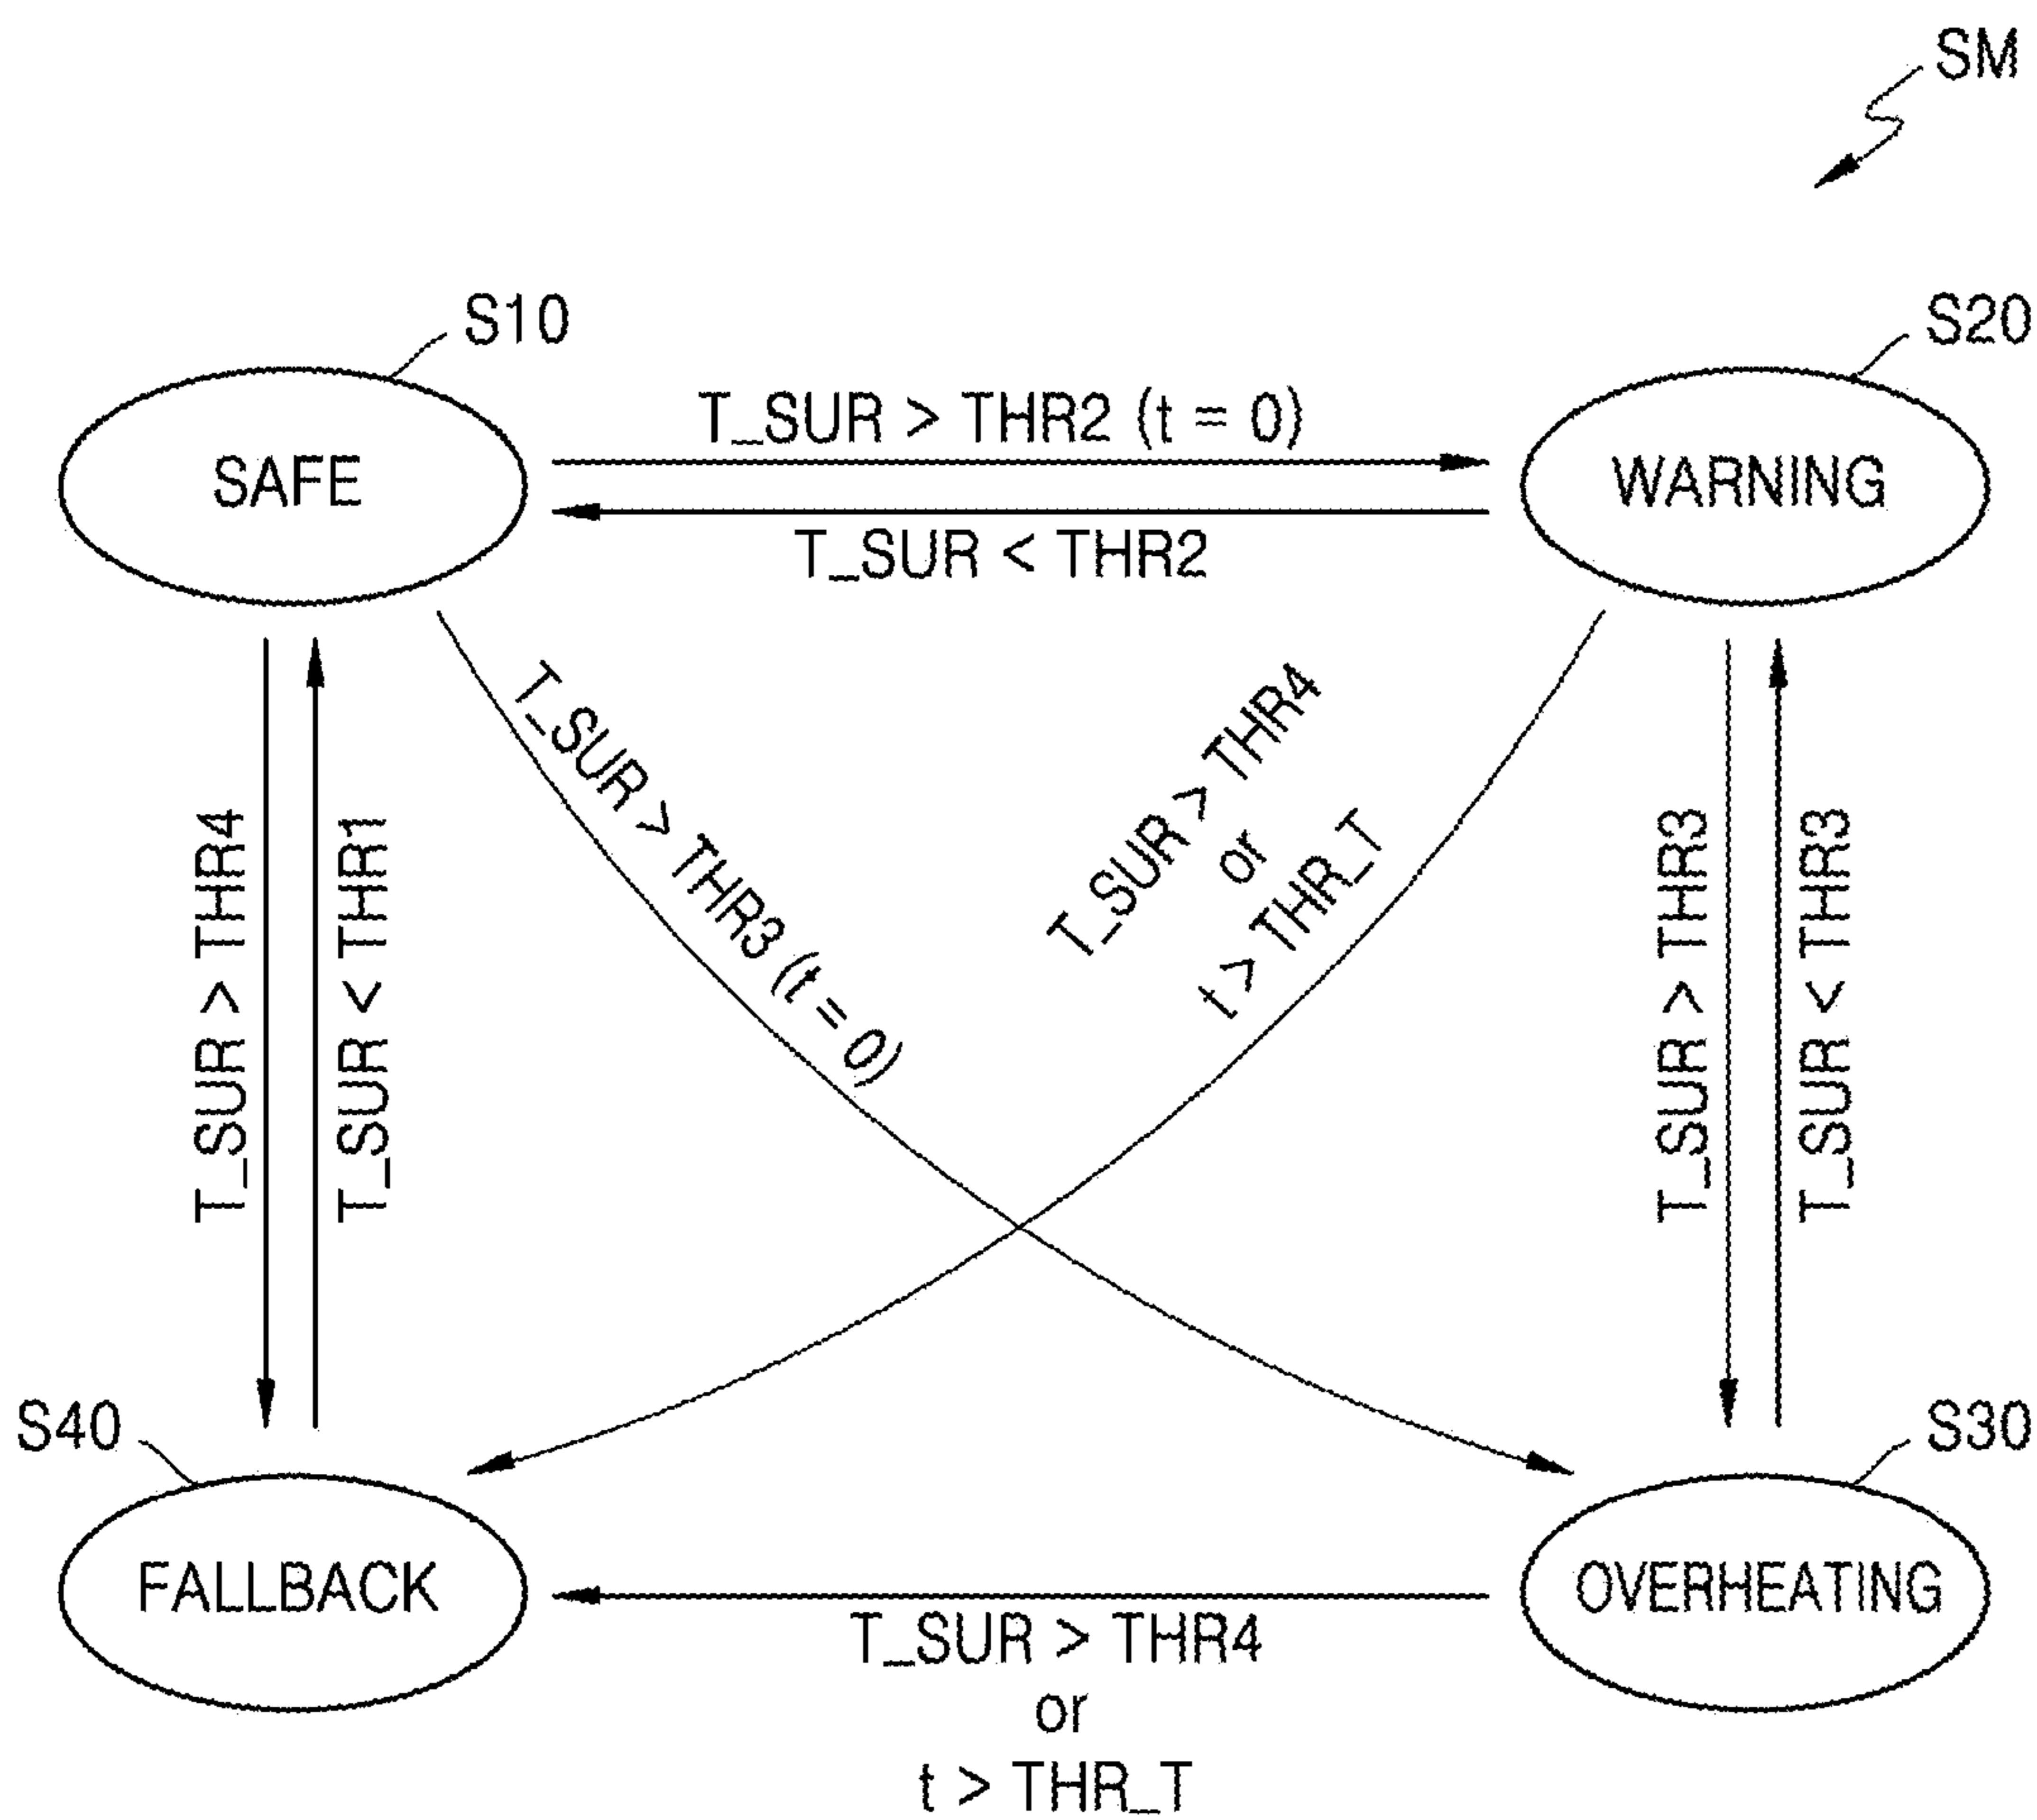 SM
S10
S20
T_SUR > THR2 (t = 0)
SAFE
WARNING
T_SUR < THR2
T_SUR > THR4
T_SUR < THR1
T_SUR > THR3 (t = 0)
T_SUR > THR4
or
t > THR_T
T_SUR > THR3
T_SUR < THR3
S40
S30
FALLBACK
OVERHEATING
T_SUR > THR4
or
t > THR_T